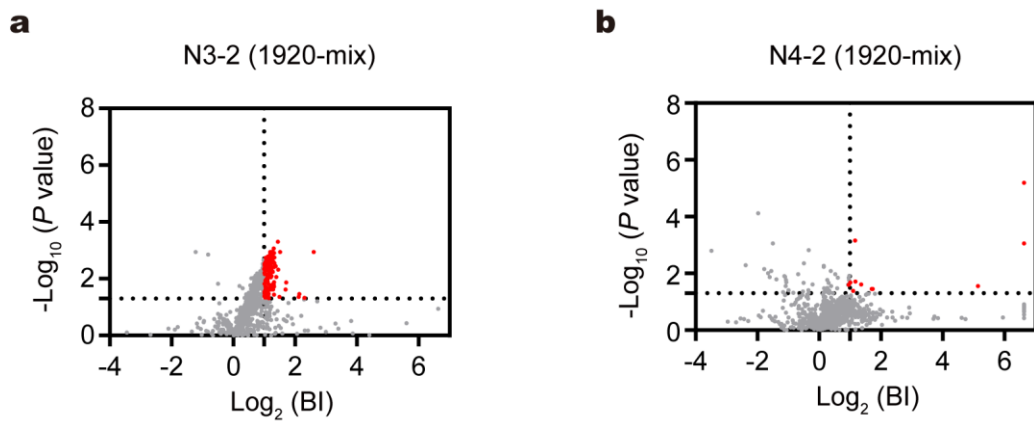 a
N3-2 (1920-mix)
8
6
4
2
0
-4 -2 0 2 4 6
-Log10 (P value)
Log2 (BI)
b
N4-2 (1920-mix)
8
6
4
2
0
-4 -2 0 2 4 6
-Log10 (P value)
Log2 (BI)